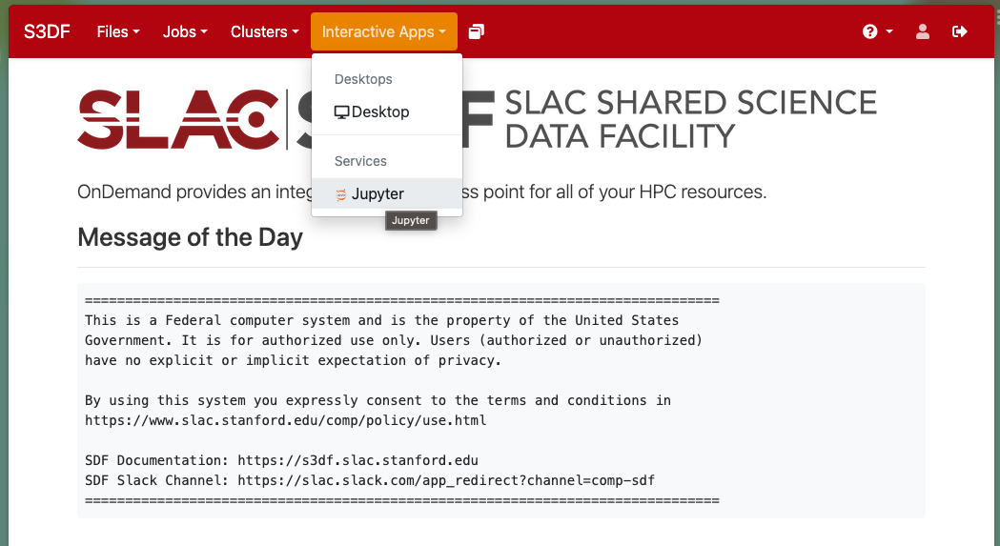 S3DF Files Jobs Clusters Interactive Apps
Desktops
Desktop
Services
Jupyter
Jupyter
SLAC
SLAC SHARED SCIENCE
DATA FACILITY
OnDemand provides an integ ss point for all of your HPC resources.
Message of the Day
===============================================================================
This is a Federal computer system and is the property of the United States
Government. It is for authorized use only. Users (authorized or unauthorized)
have no explicit or implicit expectation of privacy.
By using this system you expressly consent to the terms and conditions in
https://www.slac.stanford.edu/comp/policy/use.html
SDF Documentation: https://s3df.slac.stanford.edu
SDF Slack Channel: https://slac.slack.com/app_redirect?channel=comp-sdf
===============================================================================